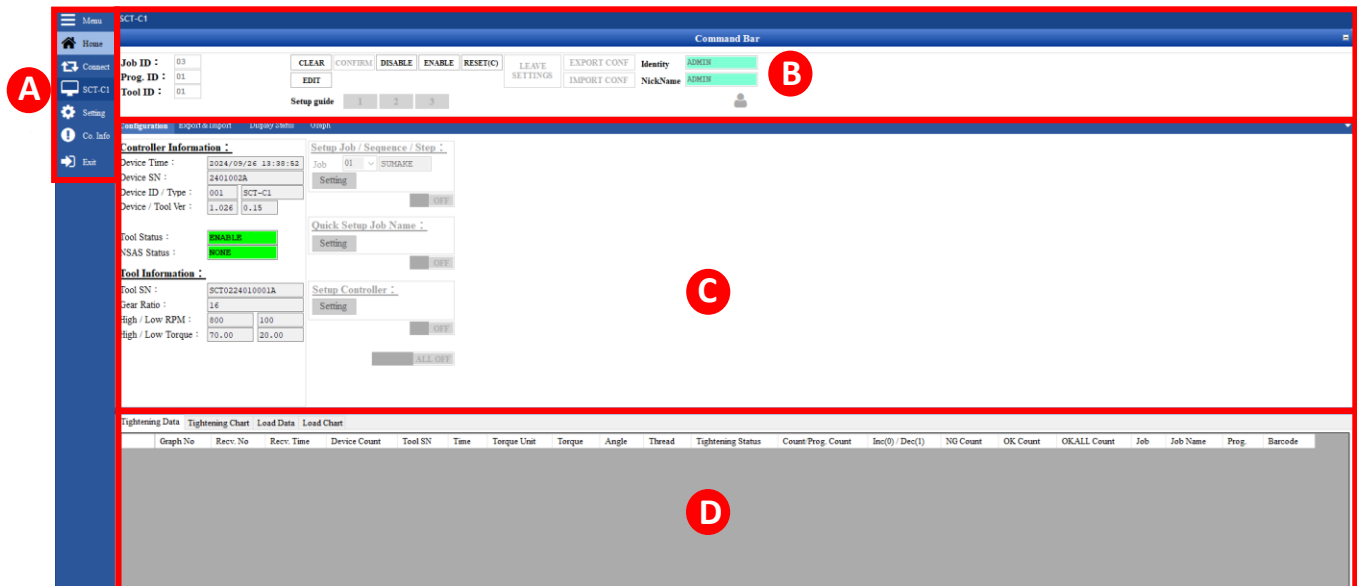 Menu
Home
Connect
SCT-C1
Setting
Co. Info
Exit
A
SCT-C1
Command Bar
Job ID： 03
Prog. ID： 01
Tool ID： 01
CLEAR CONFIRM DISABLE ENABLE RESET(C)
EDIT
Setup guide 1 2 3
LEAVE SETTINGS
EXPORT CONF
IMPORT CONF
Identity ADMIN
NickName ADMIN
B
Configuration Export & Import Display Status Graph
Controller Information：
Device Time： 2024/09/26 13:38:52
Device SN： 2401002A
Device ID / Type： 001 SCT-C1
Device / Tool Ver： 1.026 0.15
Tool Status： ENABLE
NSAS Status： NONE
Tool Information：
Tool SN： SCT0224010001A
Gear Ratio： 16
High / Low RPM： 800 100
High / Low Torque： 70.00 20.00
Setup Job / Sequence / Step：
Job 01 SUMAKE
Setting
OFF
Quick Setup Job Name：
Setting
OFF
Setup Controller：
Setting
OFF
ALL OFF
C
Tightening Data Tightening Chart Load Data Load Chart
Graph No Recv. No Recv. Time Device Count Tool SN Time Torque Unit Torque Angle Thread Tightening Status Count/Prog. Count Inc(0) / Dec(1) NG Count OK Count OKALL Count Job Job Name Prog. Barcode
D